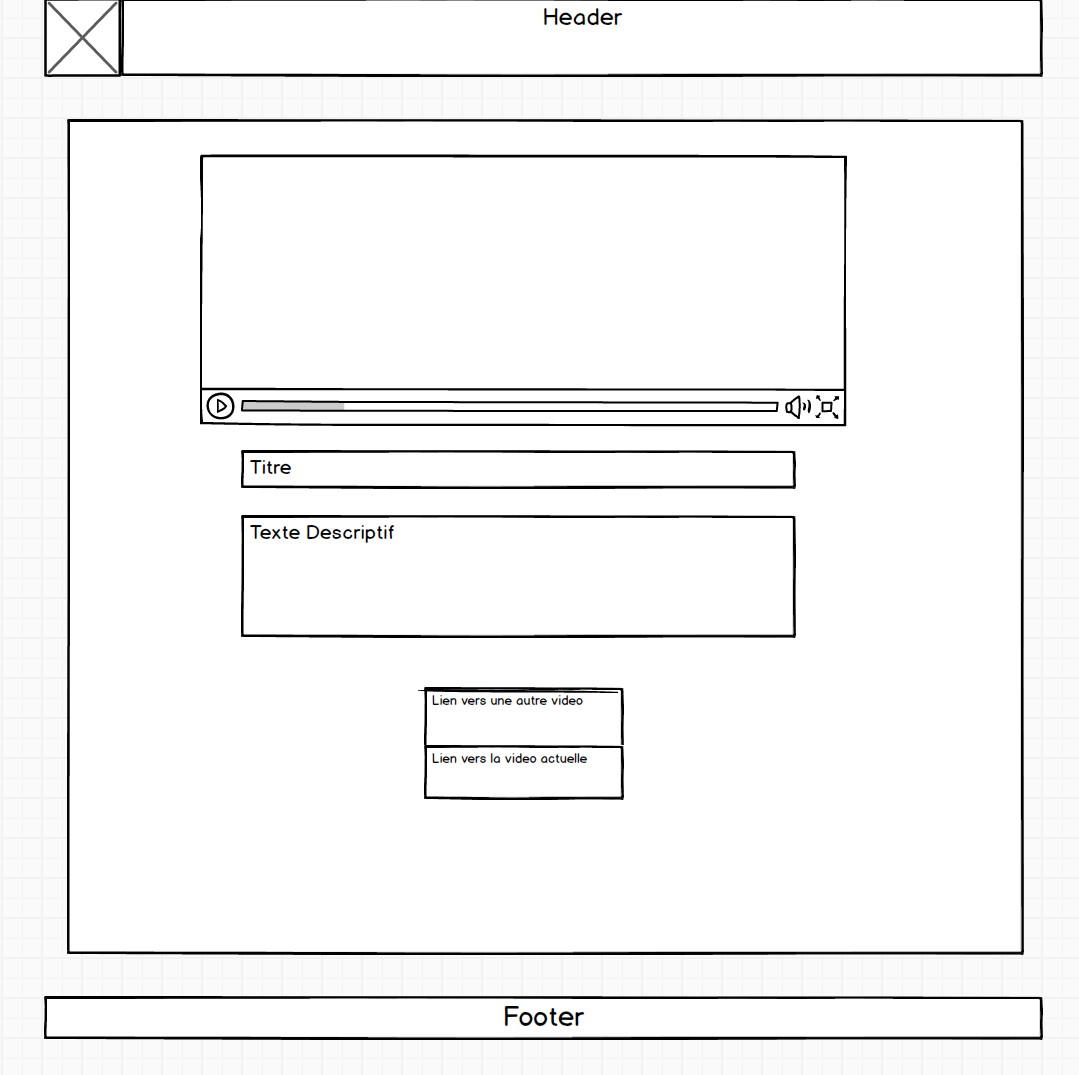 Header
Titre
Texte Descriptif
Lien vers une autre video
Lien vers la video actuelle
Footer